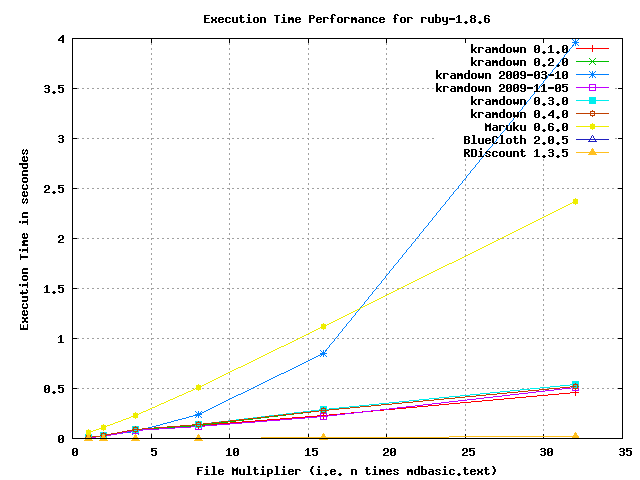 Execution Time Performance for ruby-1.8.6
4
3.5
3
2.5
2
1.5
1
0.5
0
Execution Time in secondes
kramdown 0.1.0
kramdown 0.2.0
kramdown 2009-03-10
kramdown 2009-11-05
kramdown 0.3.0
kramdown 0.4.0
Maruku 0.6.0
BlueCloth 2.0.5
RDiscount 1.3.5
0 5 10 15 20 25 30 35
File Multiplier (i.e. n times mdbasic.text)